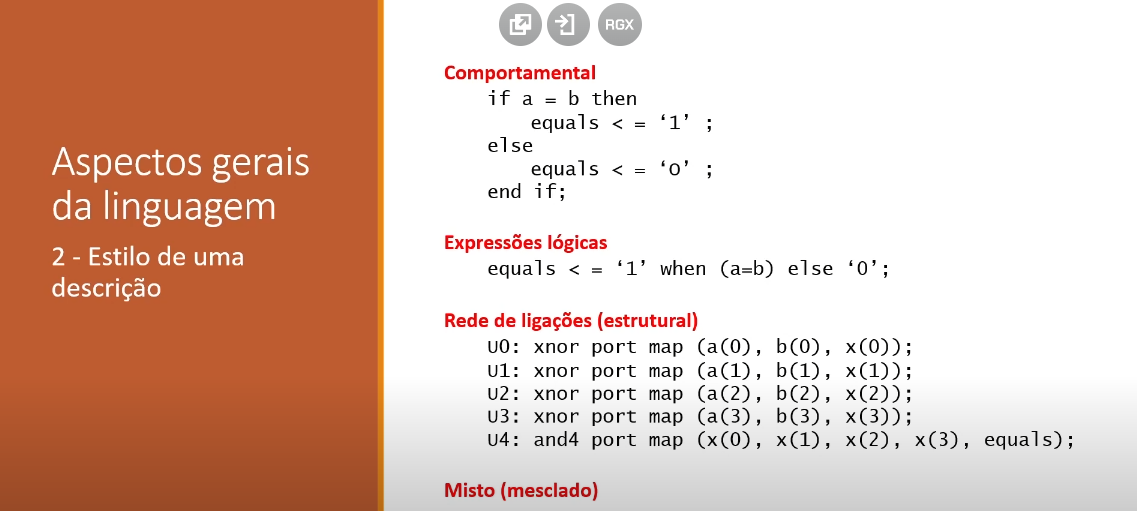 RGX
Aspectos gerais
da linguagem
2 - Estilo de uma
descrição
Comportamental
if a = b then
equals < = ‘1’ ;
else
equals < = ‘0’ ;
end if;
Expressões lógicas
equals < = ‘1’ when (a=b) else ‘0’;
Rede de ligações (estrutural)
U0: xnor port map (a(0), b(0), x(0));
U1: xnor port map (a(1), b(1), x(1));
U2: xnor port map (a(2), b(2), x(2));
U3: xnor port map (a(3), b(3), x(3));
U4: and4 port map (x(0), x(1), x(2), x(3), equals);
Misto (mesclado)